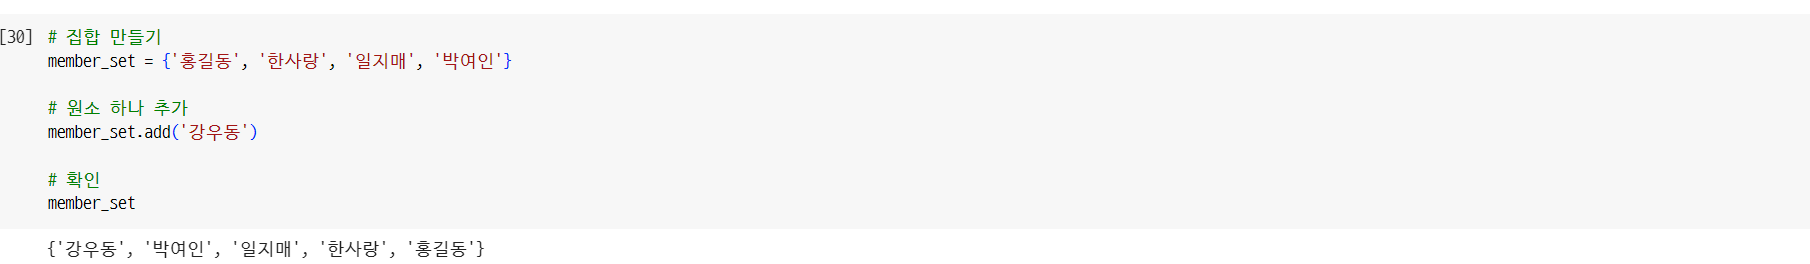 [30] # 집합 만들기
member_set = {'홍길동', '한사랑', '일지매', '박여인'}
# 원소 하나 추가
member_set.add('강우동')
# 확인
member_set
{'강우동', '박여인', '일지매', '한사랑', '홍길동'}